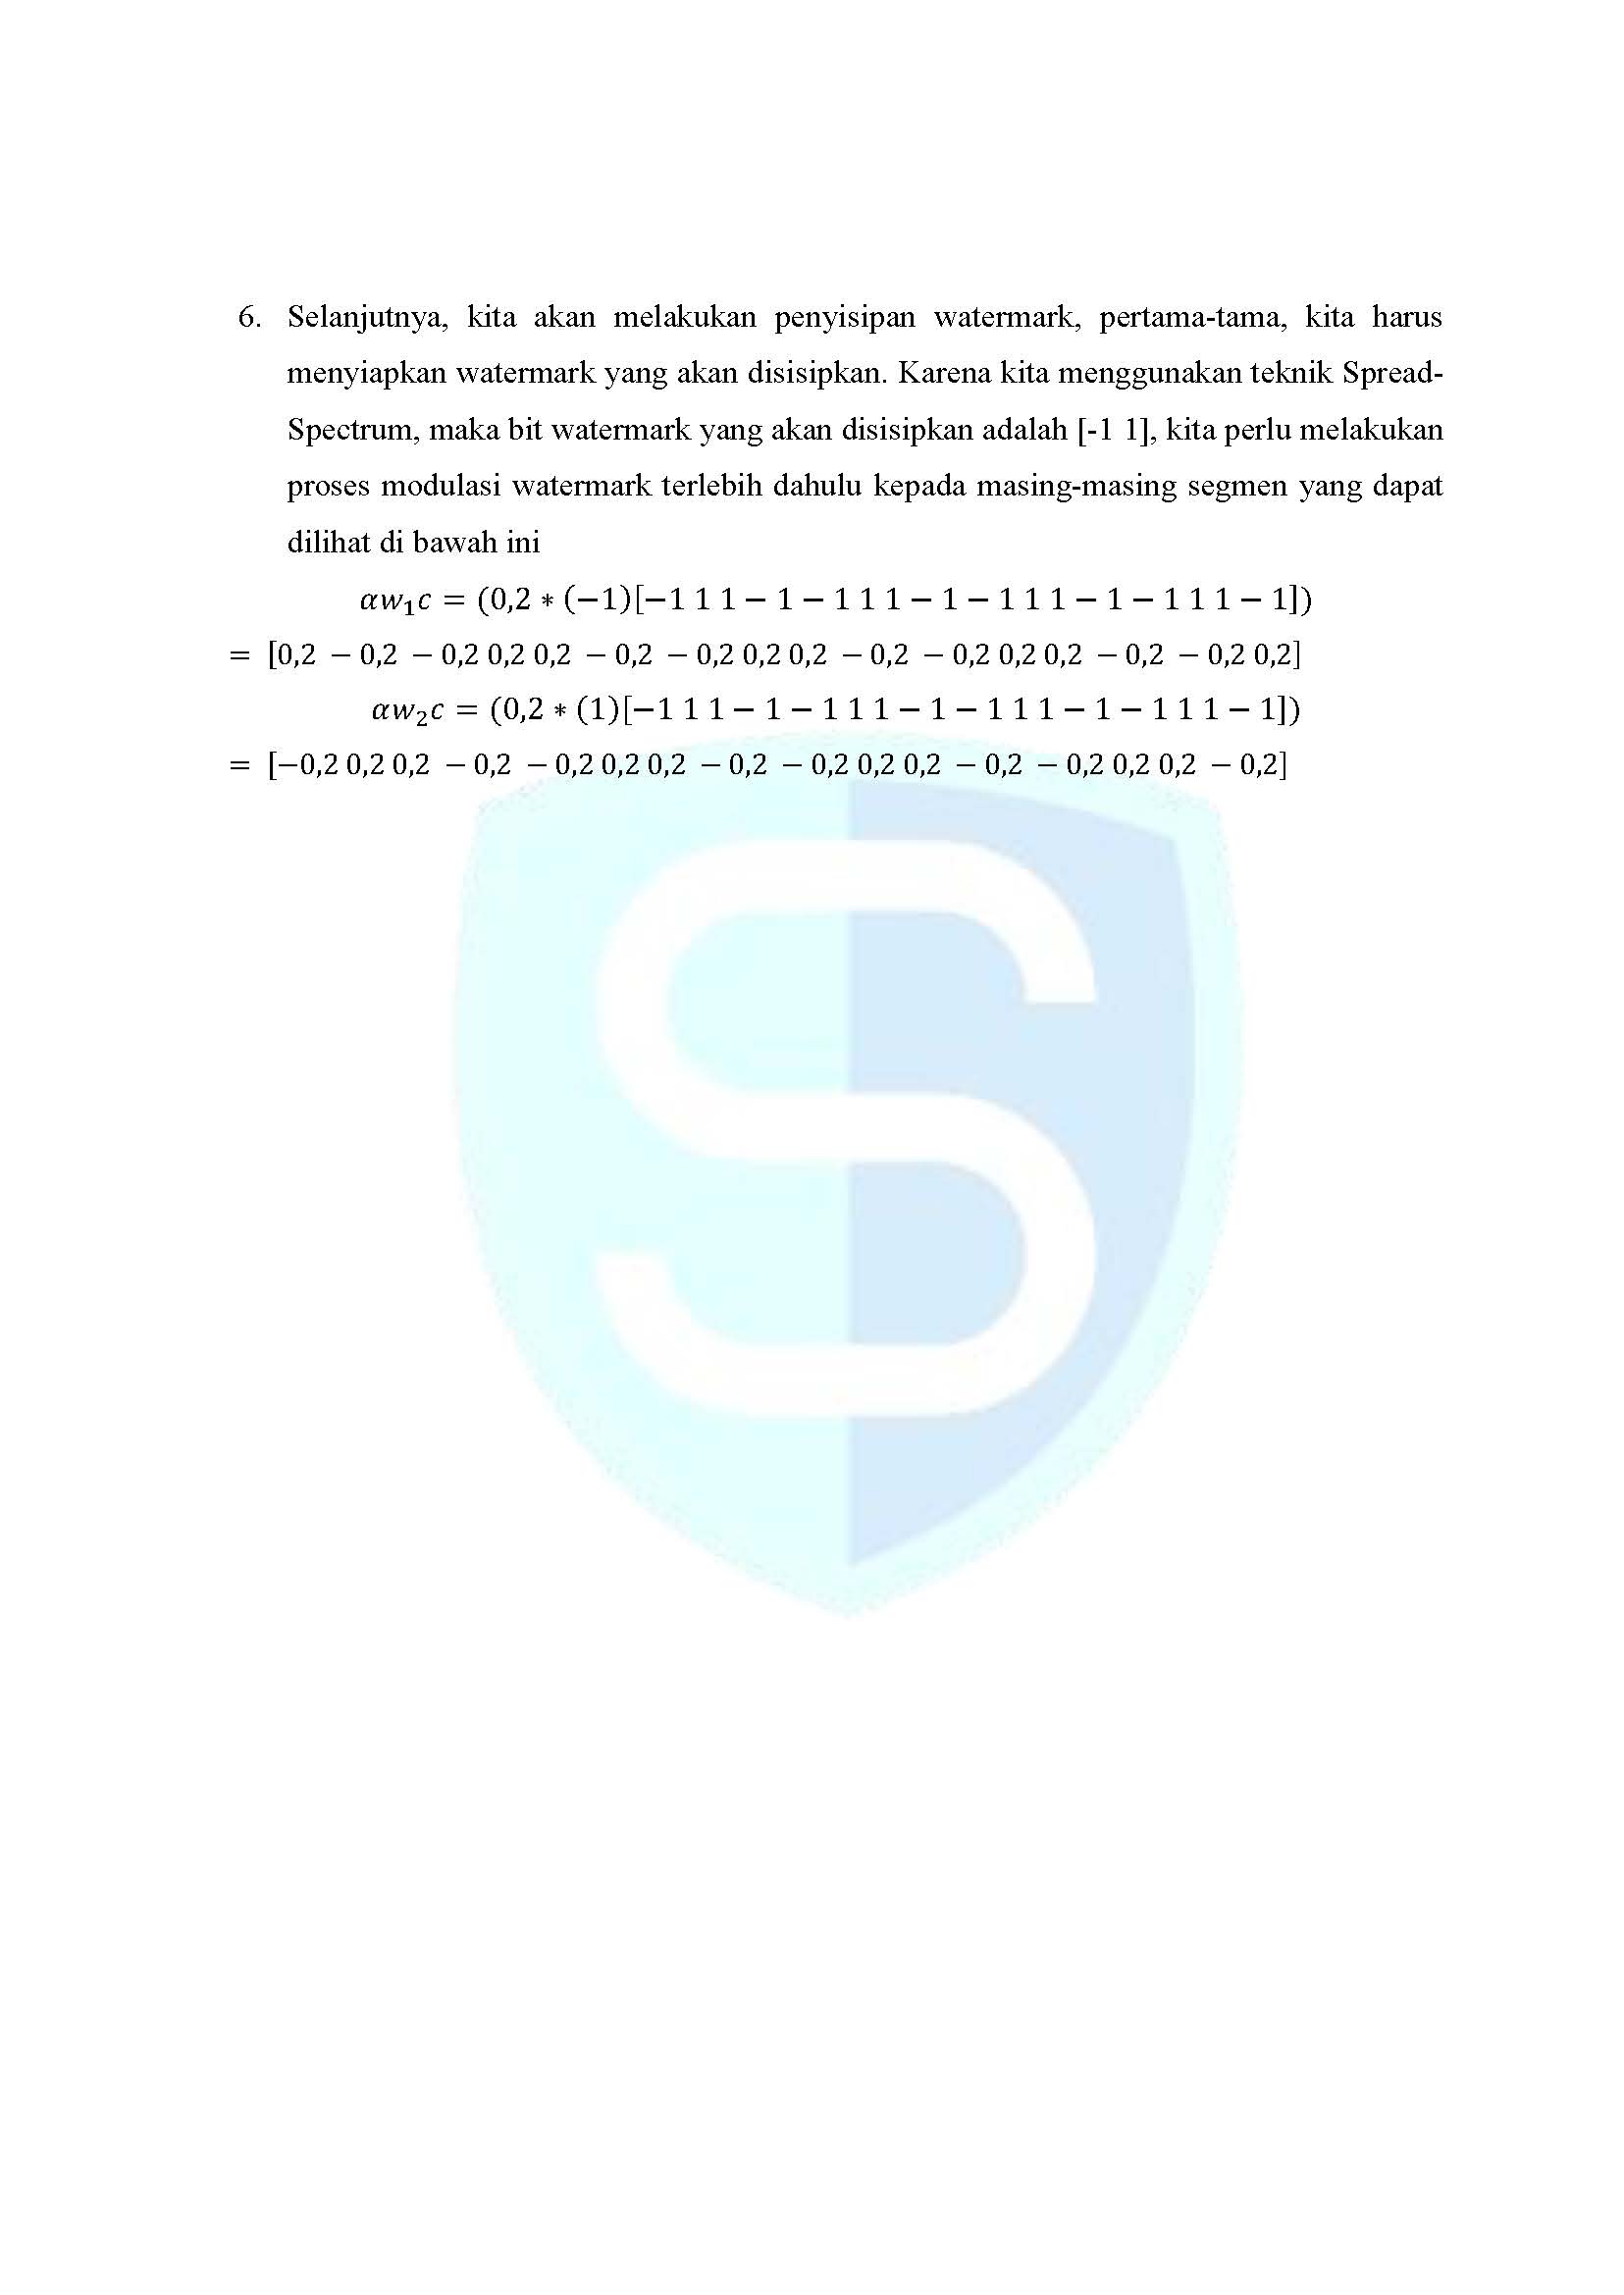 6. Selanjutnya, kita akan melakukan penyisipan watermark, pertama-tama, kita harus
menyiapkan watermark yang akan disisipkan. Karena kita menggunakan teknik Spread-
Spectrum, maka bit watermark yang akan disisipkan adalah [-1 1], kita perlu melakukan
proses modulasi watermark terlebih dahulu kepada masing-masing segmen yang dapat
dilihat di bawah ini
αw₁c = (0,2 ∗ (−1)[−1 1 1 − 1 − 1 1 1 − 1 − 1 1 1 − 1 − 1 1 1 − 1])
= [0,2 − 0,2 − 0,2 0,2 0,2 − 0,2 − 0,2 0,2 0,2 − 0,2 − 0,2 0,2 0,2 − 0,2 − 0,2 0,2]
αw₂c = (0,2 ∗ (1)[−1 1 1 − 1 − 1 1 1 − 1 − 1 1 1 − 1 − 1 1 1 − 1])
= [−0,2 0,2 0,2 − 0,2 − 0,2 0,2 0,2 − 0,2 − 0,2 0,2 0,2 − 0,2 − 0,2 0,2 0,2 − 0,2]
S